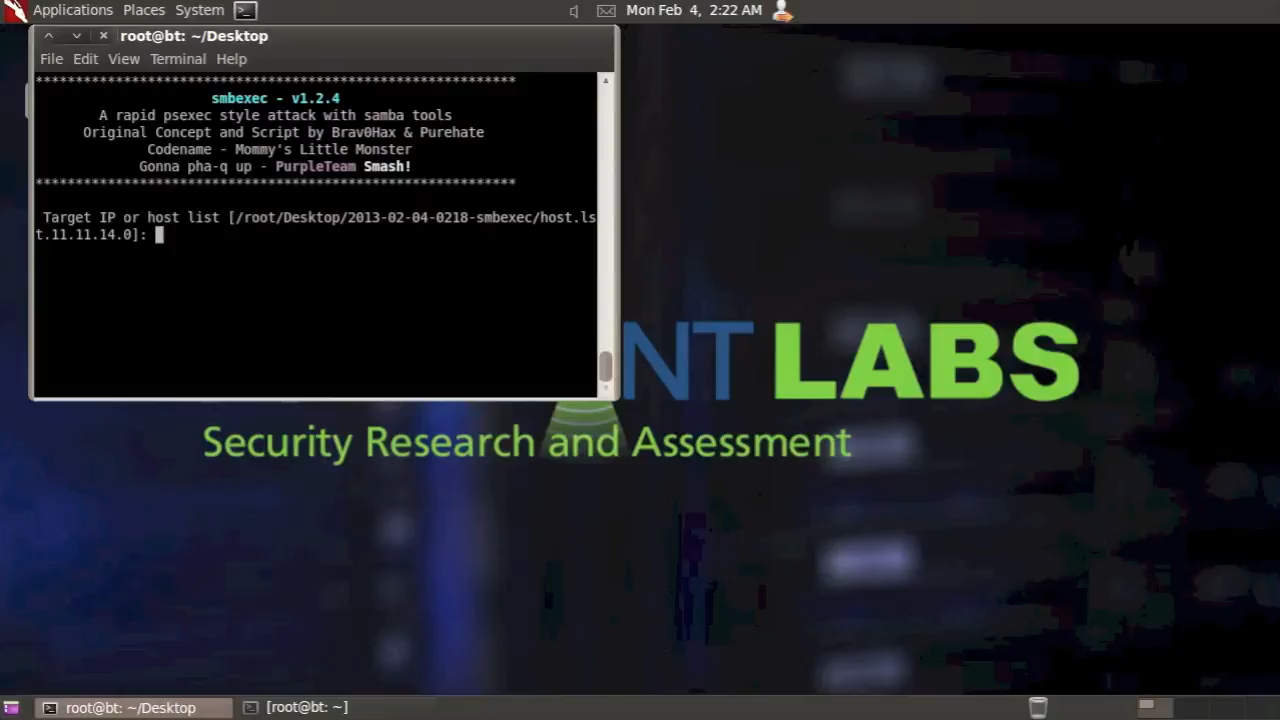 Applications Places System
Mon Feb 4, 2:22 AM
root@bt: ~/Desktop
File Edit View Terminal Help
************************************************************
smbexec - v1.2.4
A rapid psexec style attack with samba tools
Original Concept and Script by Brav0Hax & Purehate
Codename - Mommy's Little Monster
Gonna pha-q up - PurpleTeam Smash!
************************************************************
Target IP or host list [/root/Desktop/2013-02-04-0218-smbexec/host.ls
t.11.11.14.0]:
NT LABS
Security Research and Assessment
root@bt: ~/Desktop
[root@bt: ~]